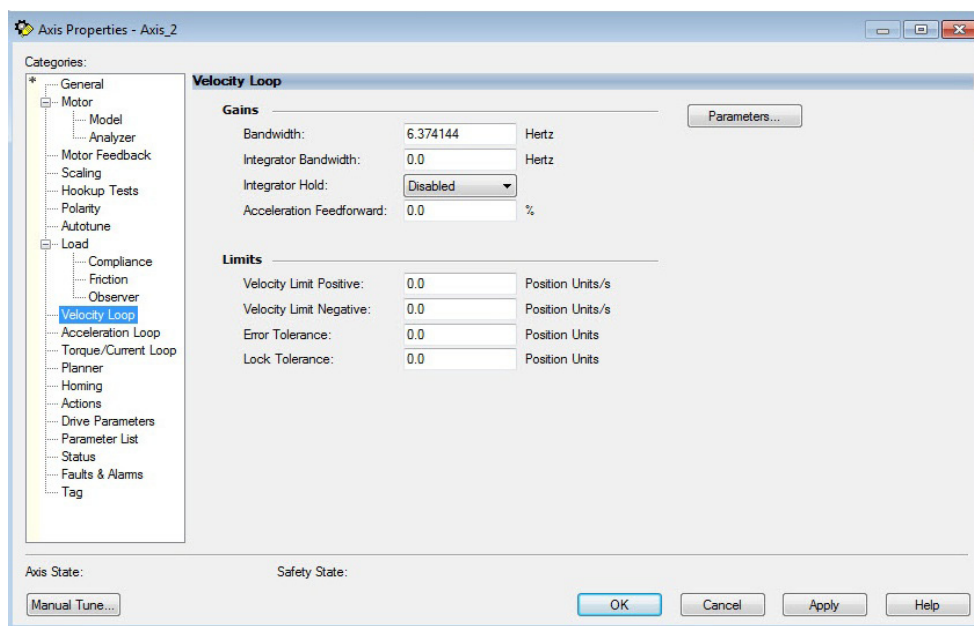 Axis Properties - Axis_2
Categories:
*
General
Motor
Model
Analyzer
Motor Feedback
Scaling
Hookup Tests
Polarity
Autotune
Load
Compliance
Friction
Observer
Velocity Loop
Acceleration Loop
Torque/Current Loop
Planner
Homing
Actions
Drive Parameters
Parameter List
Status
Faults & Alarms
Tag
Velocity Loop
Gains
Parameters...
Bandwidth: 6.374144 Hertz
Integrator Bandwidth: 0.0 Hertz
Integrator Hold: Disabled
Acceleration Feedforward: 0.0 %
Limits
Velocity Limit Positive: 0.0 Position Units/s
Velocity Limit Negative: 0.0 Position Units/s
Error Tolerance: 0.0 Position Units
Lock Tolerance: 0.0 Position Units
Axis State: Safety State:
Manual Tune... OK Cancel Apply Help